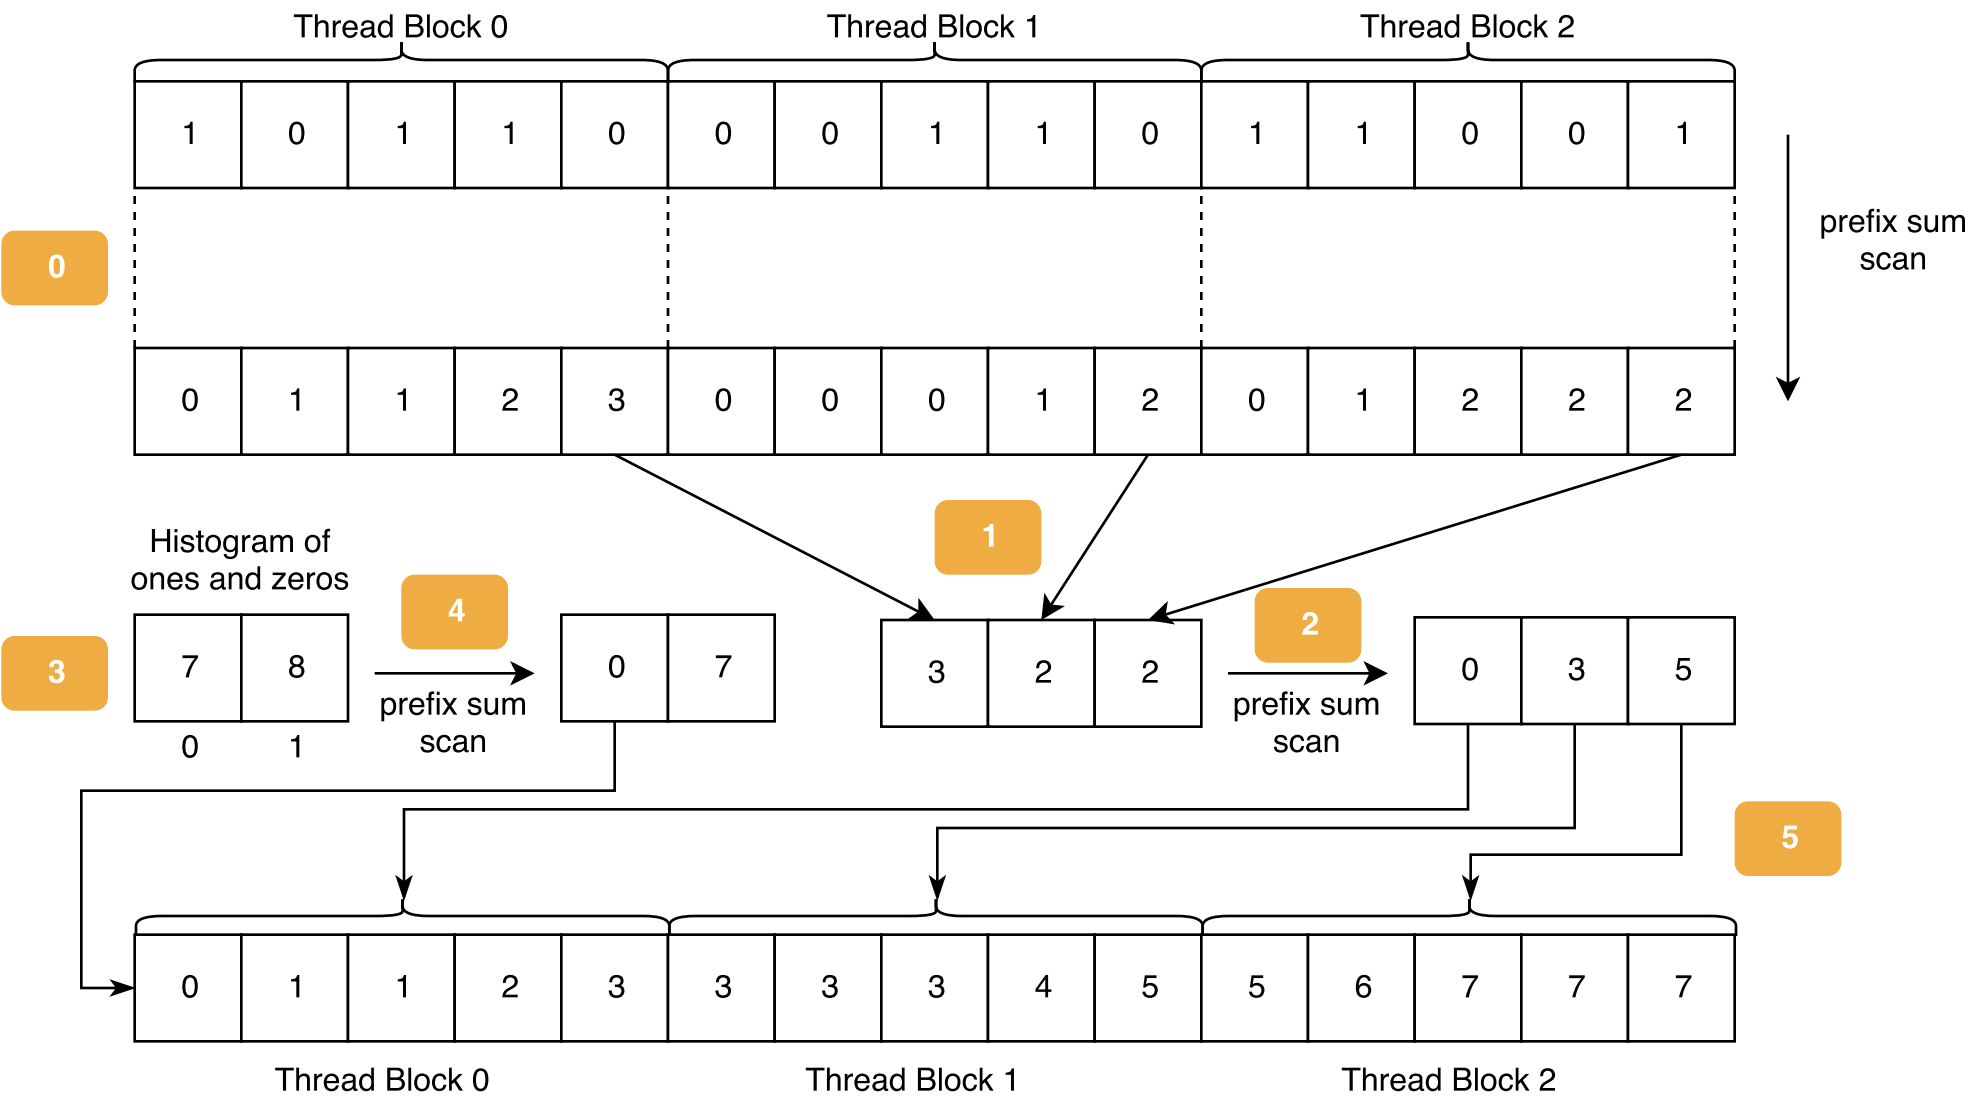 Thread Block 0 Thread Block 1 Thread Block 2
1 0 1 1 0 0 0 1 1 0 1 1 0 0 1
prefix sum
scan
0
0 1 1 2 3 0 0 0 1 2 0 1 2 2 2
1
Histogram of
ones and zeros
4
2
3
7 8
0 7
3 2 2
0 3 5
prefix sum
scan
prefix sum
scan
0 1
5
0 1 1 2 3 3 3 3 4 5 5 6 7 7 7
Thread Block 0 Thread Block 1 Thread Block 2